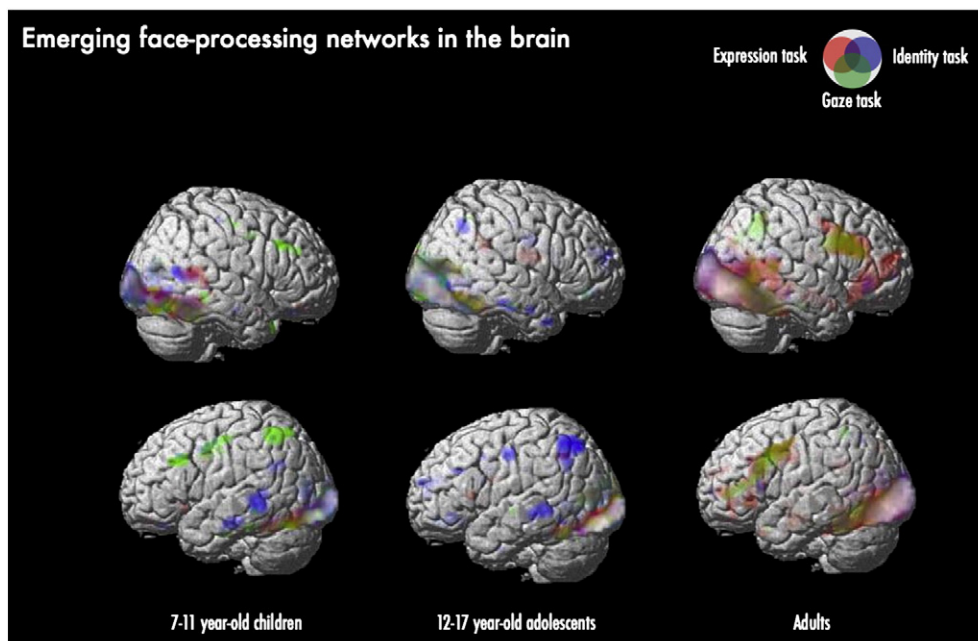 Emerging face-processing networks in the brain
Expression task
Identity task
Gaze task
7-11 year-old children
12-17 year-old adolescents
Adults